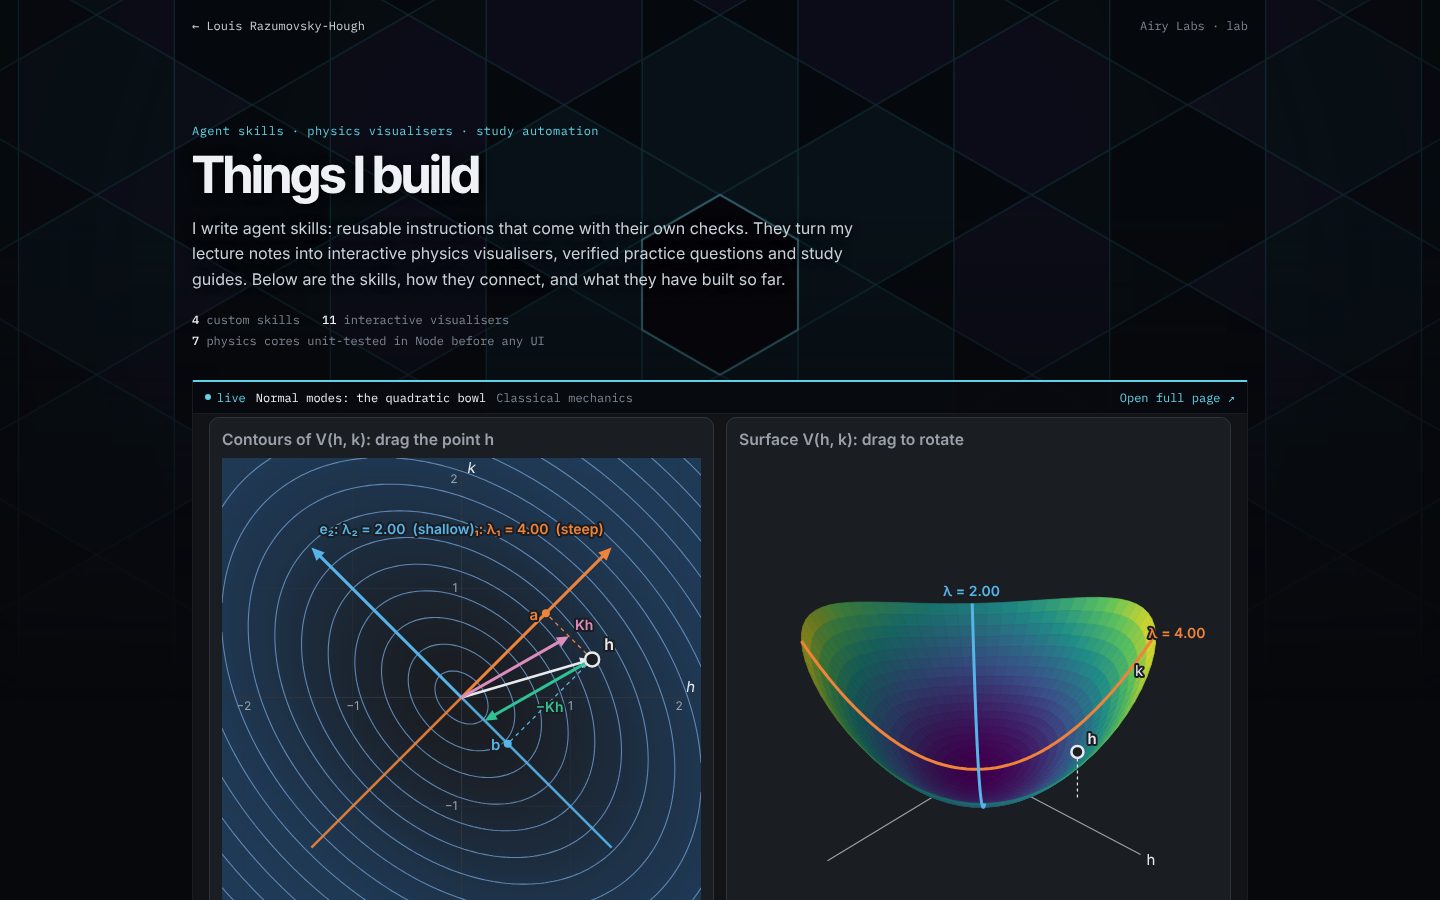 ← Louis Razumovsky-Hough
Airy Labs · lab
Agent skills · physics visualisers · study automation
Things I build
I write agent skills: reusable instructions that come with their own checks. They turn my
lecture notes into interactive physics visualisers, verified practice questions and study
guides. Below are the skills, how they connect, and what they have built so far.
4 custom skills 11 interactive visualisers
7 physics cores unit-tested in Node before any UI
live Normal modes: the quadratic bowl Classical mechanics
Open full page ↗
Contours of V(h, k): drag the point h
k
2
e₂: λ₂ = 2.00 (shallow)
₁: λ₁ = 4.00 (steep)
1
a
Kh
h
h
−2
−1
−Kh
1
2
b
−1
Surface V(h, k): drag to rotate
λ = 2.00
λ = 4.00
k
h
h